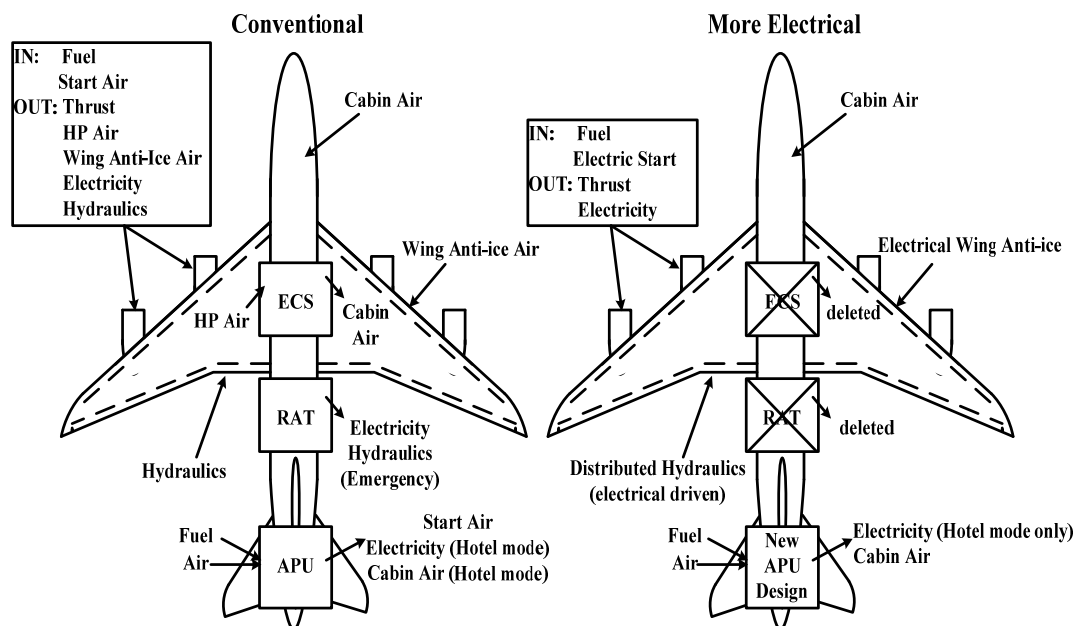 Conventional
IN: Fuel
Start Air
OUT: Thrust
HP Air
Wing Anti-Ice Air
Electricity
Hydraulics
Cabin Air
Wing Anti-ice Air
HP Air
ECS
Cabin
Air
RAT
Electricity
Hydraulics
(Emergency)
Hydraulics
Fuel
Air
APU
Start Air
Electricity (Hotel mode)
Cabin Air (Hotel mode)
More Electrical
IN: Fuel
Electric Start
OUT: Thrust
Electricity
Cabin Air
Electrical Wing Anti-ice
ECS
deleted
RAT
deleted
Distributed Hydraulics
(electrical driven)
Fuel
Air
New
APU
Design
Electricity (Hotel mode only)
Cabin Air